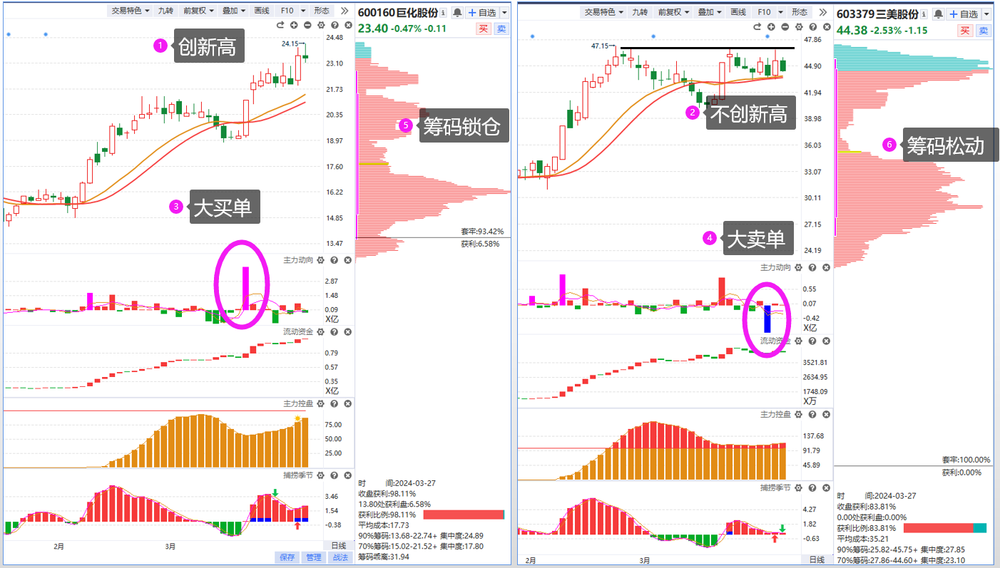 交易特色 九转 前复权 叠加 画线 F10 形态
600160 巨化股份 自选
23.40 -0.47% -0.11 买 卖
24.48
① 创新高
24.15
23.10
21.73
20.35
⑤ 筹码锁仓
18.97
17.60
16.22
③ 大买单
14.85
套牢:93.42%
13.47
获利:6.58%
主力动向
2.87
1.48
0.09
X亿
流动资金
0.79
0.57
0.35
X亿
主力控盘
75.00
50.00
25.00
捕捞季节
3.46
1.54
-0.38
2月 3月 日线
保存 管理 战法
时 间:2024-03-27
收盘获利:98.11%
13.80处获利盘:6.58%
获利比例:98.11%
平均成本:17.73
90%筹码:13.68-22.74+ 集中度:24.89
70%筹码:15.02-21.52+ 集中度:17.80
筹码乖离:31.94
交易特色 九转 前复权 叠加 画线 F10 形态
603379 三美股份 自选
44.38 -2.53% -1.15 买 卖
47.86
47.15
44.90
41.94
② 不创新高
38.98
⑥ 筹码松动
36.03
33.07
30.11
27.15
④ 大卖单
24.19
主力动向
0.55
0.07
-0.42
X亿
流动资金
3521.81
2634.95
1748.09
X万
主力控盘
137.68
91.79
45.89
套牢:100.00%
获利:0.00%
捕捞季节
4.27
1.82
-0.63
2月 3月 日线
时 间:2024-03-27
收盘获利:83.81%
0.00处获利盘:0.00%
获利比例:83.81%
平均成本:35.21
90%筹码:25.82-45.75+ 集中度:27.85
70%筹码:27.86-44.60+ 集中度:23.10